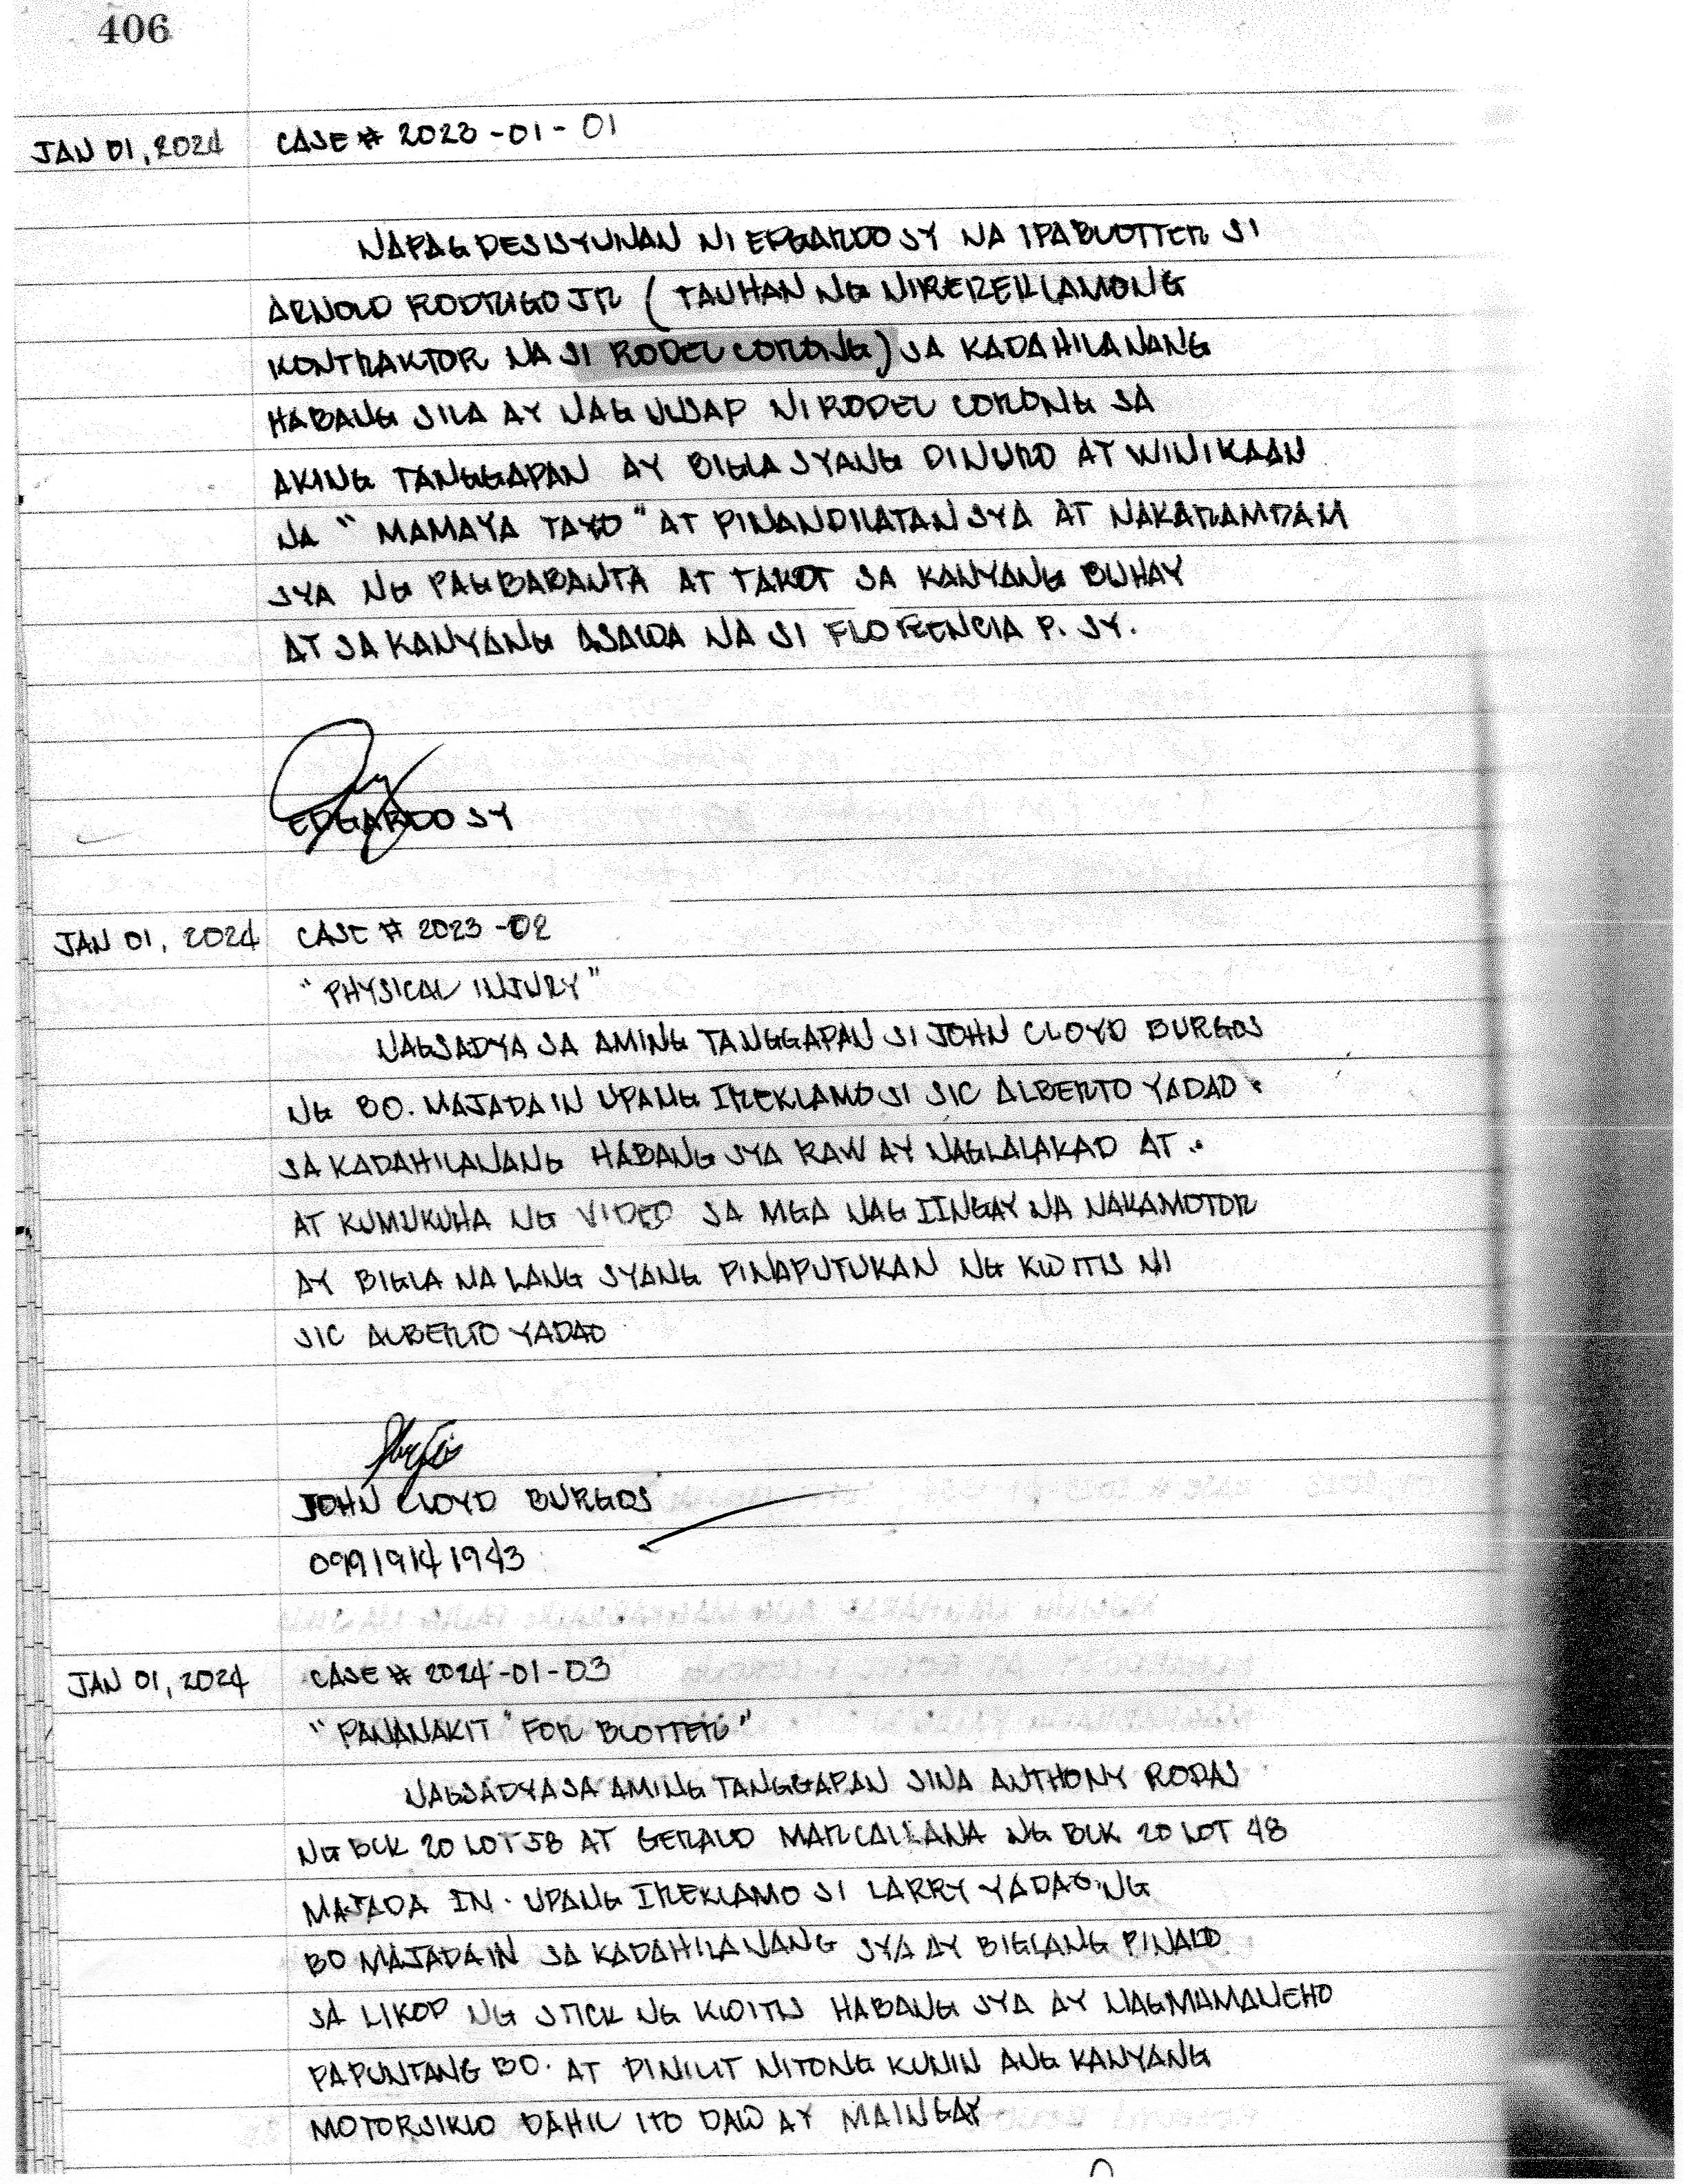 406
JAN 01, 2024 CASE # 2023-01-01
NAPAG DESISYUNAN NI EDGARDO SY NA IPABLOTTER SI
ARNOLD RODRIGO JR ( TAUHAN NG NIREREKLAMONG
KONTRAKTOR NA SI RODEL CORONG) SA KADAHILANANG
HABANG SILA AY NAG UUSAP NI RODEL CORONG SA
AKING TANGGAPAN AY BIGLA SYANG DINURO AT WINIKAAN
NA " MAMAYA TAYO " AT PINANDILATAN SYA AT NAKARAMDAM
SYA NG PAGBABANTA AT TAKOT SA KANYANG BUHAY
AT SA KANYANG ASAWA NA SI FLORENCIA P. SY.
EDGARDO SY
JAN 01, 2024 CASE # 2023-02
"PHYSICAL INJURY"
NAGSADYA SA AMING TANGGAPAN SI JOHN CLOYD BURGOS
NG BO. MAJADA IN UPANG IREKLAMO SI SIC ALBERTO YADAO
SA KADAHILANANG HABANG SYA RAW AY NAGLALAKAD AT
AT KUMUKUHA NG VIDEO SA MGA NAG IINGAY NA NAKAMOTOR
AY BIGLA NA LANG SYANG PINAPUTUKAN NG KWITIS NI
SIC ALBERTO YADAO
JOHN CLOYD BURGOS
09919141943
JAN 01, 2024 CASE # 2024-01-03
"PANANAKIT" FOR BLOTTER"
NAGSADYA SA AMING TANGGAPAN SINA ANTHONY RODAS
NG BLK 20 LOT 58 AT GERALD MARCALLANA NG BLK 20 LOT 48
MAJADA IN. UPANG IREKLAMO SI LARRY YADAO NG
BO MAJADA IN SA KADAHILANANG SYA AY BIGLANG PINALO
SA LIKOD NG STICK NG KWITIS HABANG SYA AY NAGMAMANEHO
PAPUNTANG BO. AT PINILIT NITONG KUNIN ANG KANYANG
MOTORSIKLO DAHIL ITO DAW AY MAINGAY